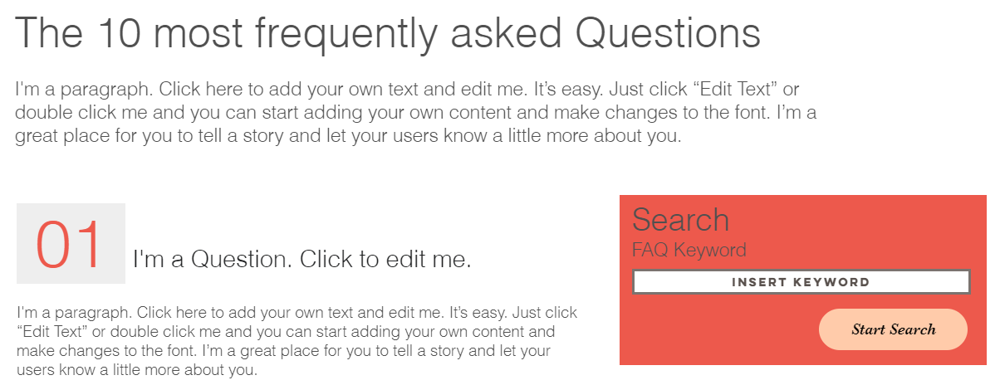 The 10 most frequently asked Questions
I'm a paragraph. Click here to add your own text and edit me. It’s easy. Just click “Edit Text” or
double click me and you can start adding your own content and make changes to the font. I’m a
great place for you to tell a story and let your users know a little more about you.
01
I'm a Question. Click to edit me.
I'm a paragraph. Click here to add your own text and edit me. It’s easy. Just click
“Edit Text” or double click me and you can start adding your own content and
make changes to the font. I’m a great place for you to tell a story and let your
users know a little more about you.
Search
FAQ Keyword
INSERT KEYWORD
Start Search